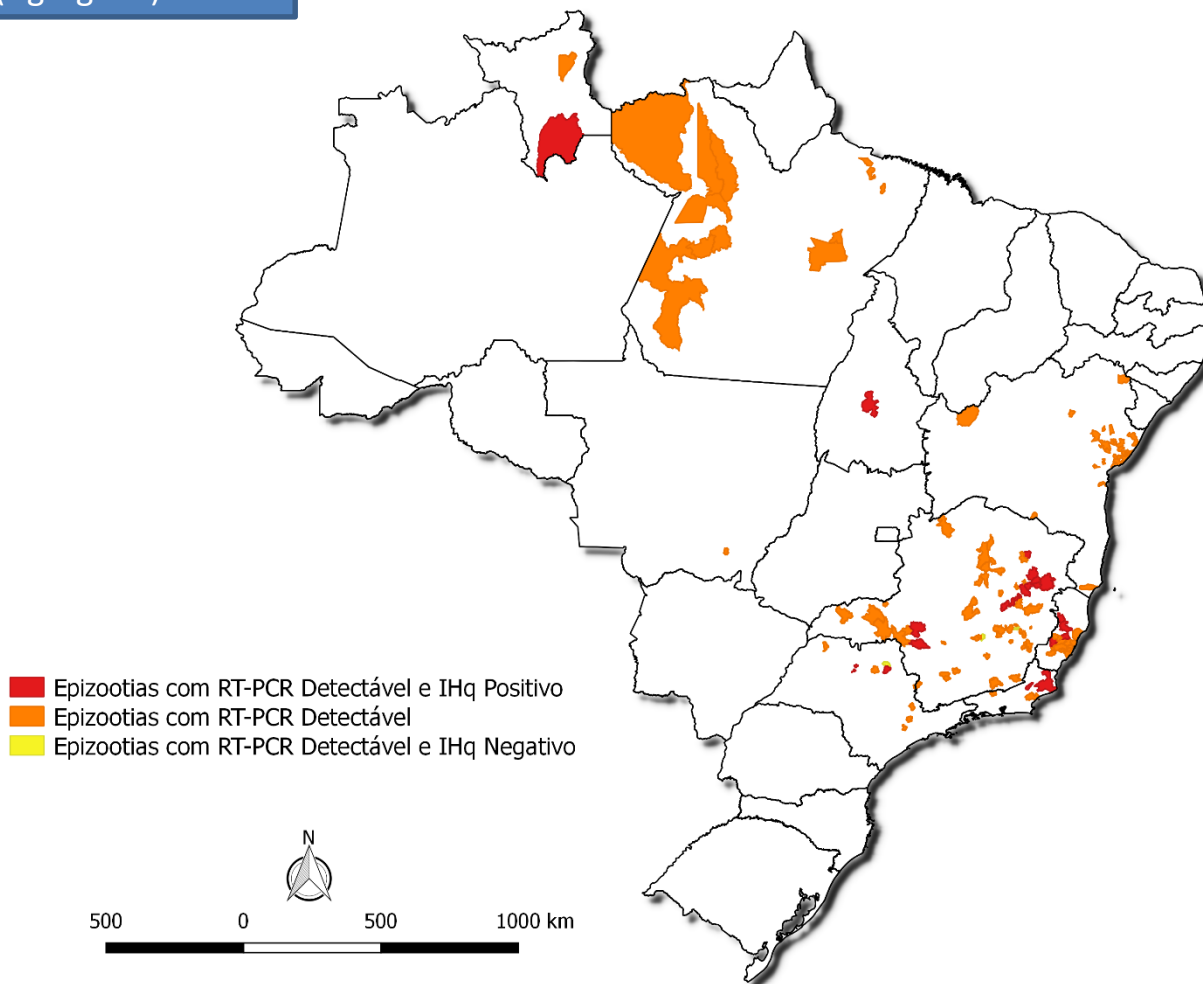 Epizootias com RT-PCR Detectável e IHq Positivo
Epizootias com RT-PCR Detectável
Epizootias com RT-PCR Detectável e IHq Negativo
N
500 0 500 1000 km